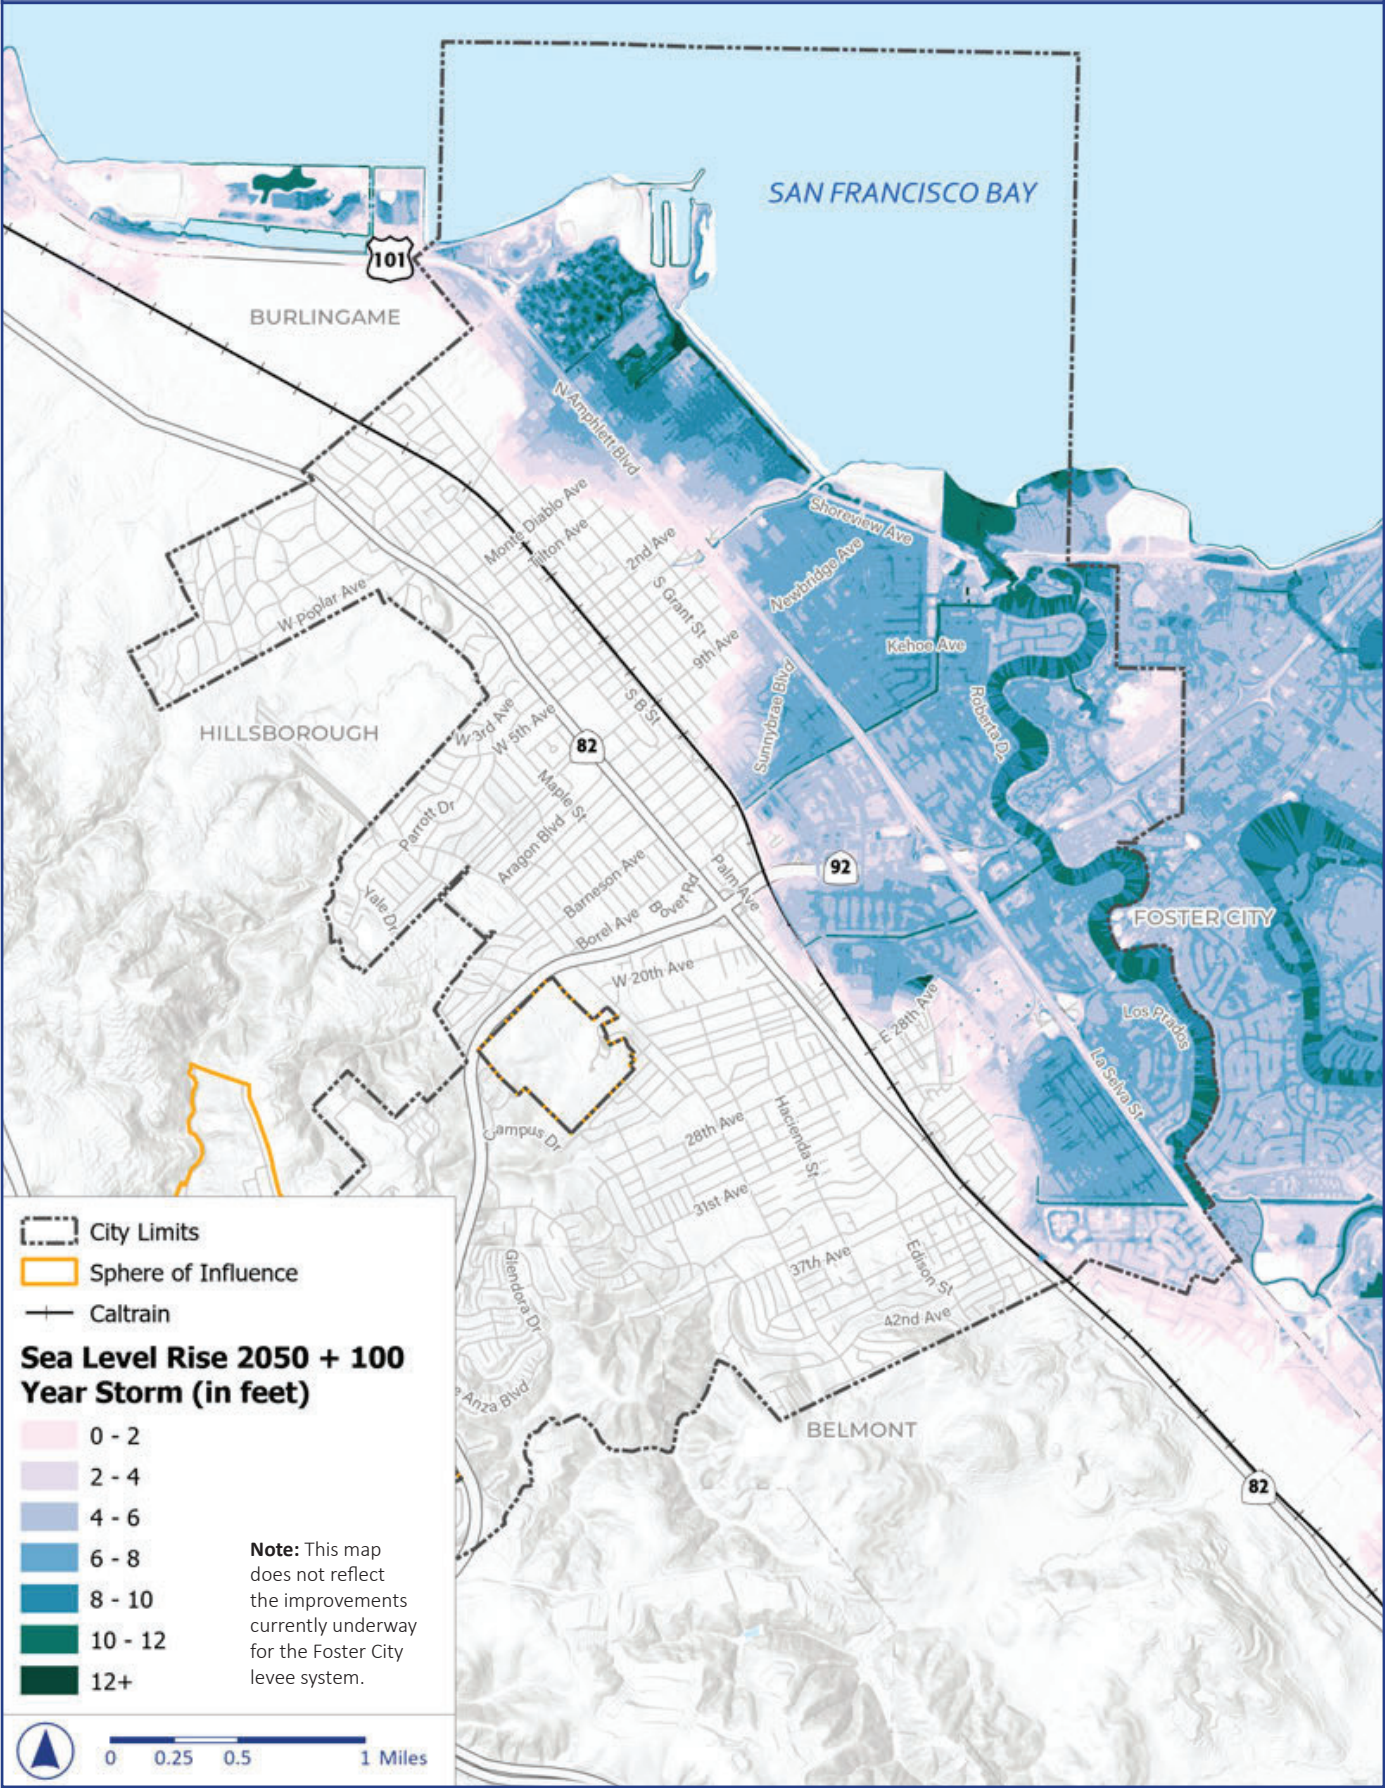 SAN FRANCISCO BAY
101
BURLINGAME
N Amphlett Blvd
Monte Diablo Ave
Tilton Ave
2nd Ave
Shoreview Ave
Newbridge Ave
S Grant St
9th Ave
Kehoe Ave
W Poplar Ave
Sunnybrae Blvd
Roberta Dr
S B St
W 3rd Ave
W 5th Ave
HILLSBOROUGH
82
Maple St
Parrott Dr
Aragon Blvd
Barneson Ave
Palm Ave
92
Bovet Rd
Yale Dr
Borel Ave
FOSTER CITY
W 20th Ave
E 28th Ave
Los Prados
La Selva St
Campus Dr
28th Ave
Hacienda St
31st Ave
37th Ave
Edison St
Glendora Dr
42nd Ave
e Anza Blvd
BELMONT
82
City Limits
Sphere of Influence
Caltrain
Sea Level Rise 2050 + 100
Year Storm (in feet)
0 - 2
2 - 4
4 - 6
6 - 8
8 - 10
10 - 12
12+
Note: This map
does not reflect
the improvements
currently underway
for the Foster City
levee system.
0 0.25 0.5 1 Miles